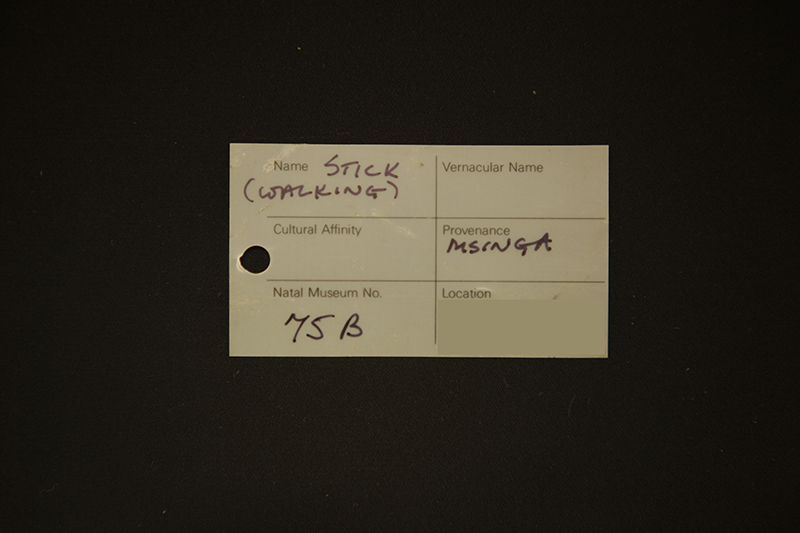 Name STICK
(WALKING)
Vernacular Name
Cultural Affinity
Provenance
MSINGA
Natal Museum No.
75 B
Location